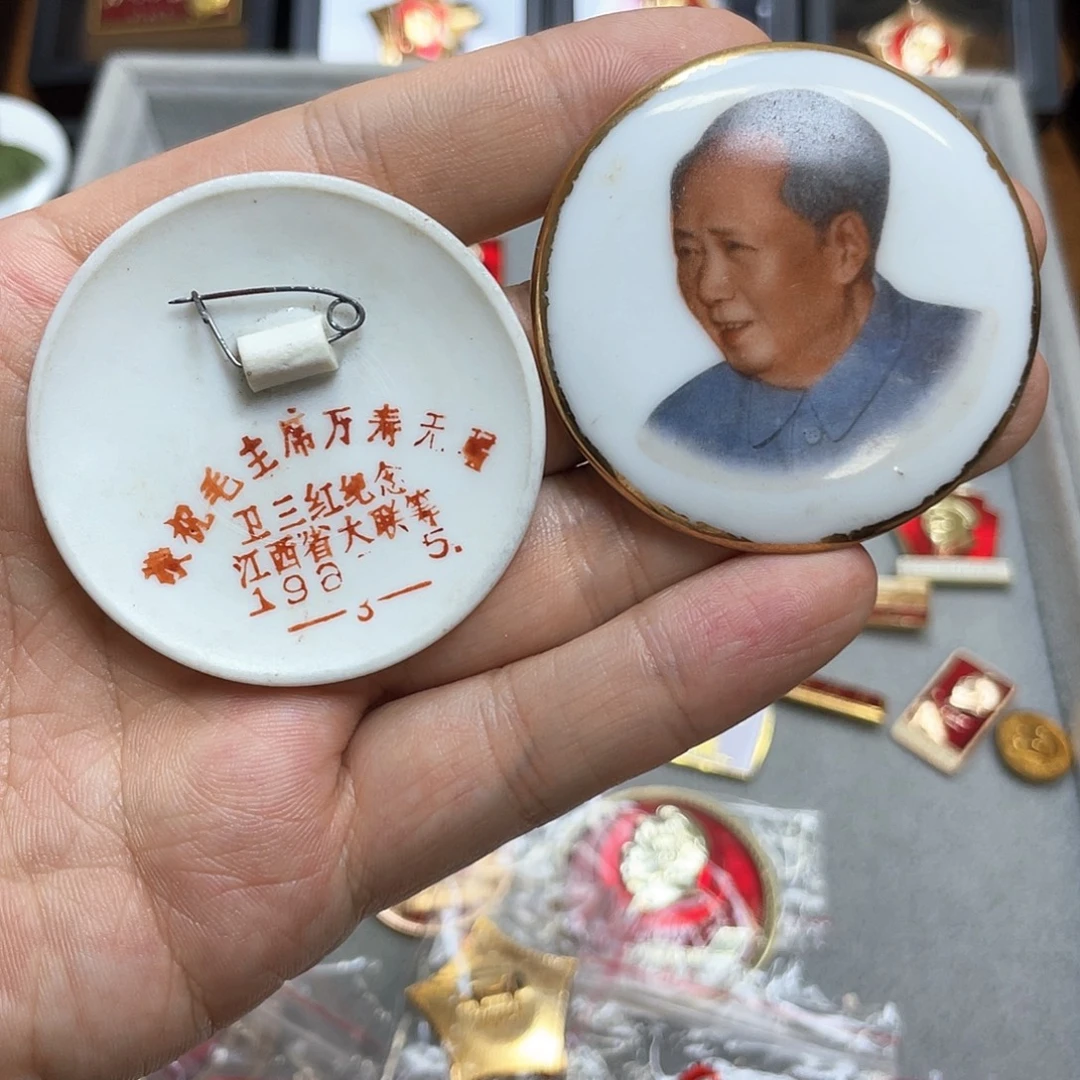 祝毛主席万寿无疆
卫三红纪念
江西省大联筹
198 5.